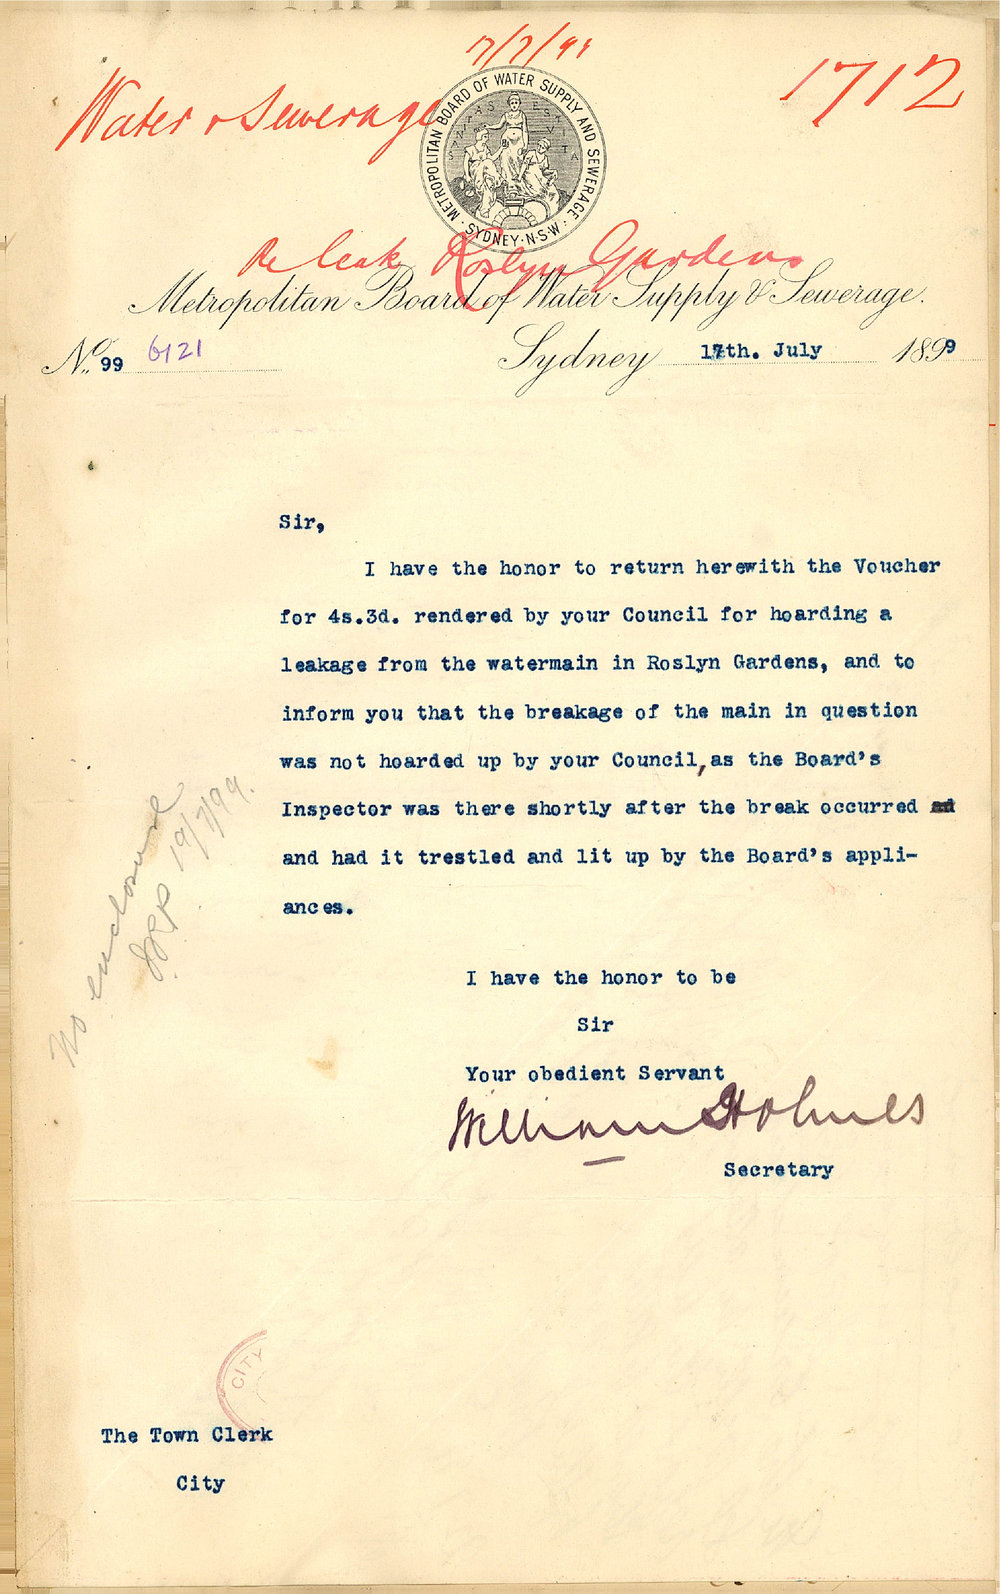 Water & Sewerage
1712
METROPOLITAN BOARD OF WATER SUPPLY AND SEWERAGE
SYDNEY·N·S·W·
Re leak Roslyn Gardens
Metropolitan Board of Water Supply & Sewerage.
No. 99 6121
Sydney 17th. July 1899
Sir,
I have the honor to return herewith the Voucher
for 4s.3d. rendered by your Council for hoarding a
leakage from the watermain in Roslyn Gardens, and to
inform you that the breakage of the main in question
was not hoarded up by your Council, as the Board's
Inspector was there shortly after the break occurred
and had it trestled and lit up by the Board's appli-
ances.
No enclosure
19/7/99.
I have the honor to be
Sir
Your obedient Servant
William Holmes
Secretary
CITY
The Town Clerk
City